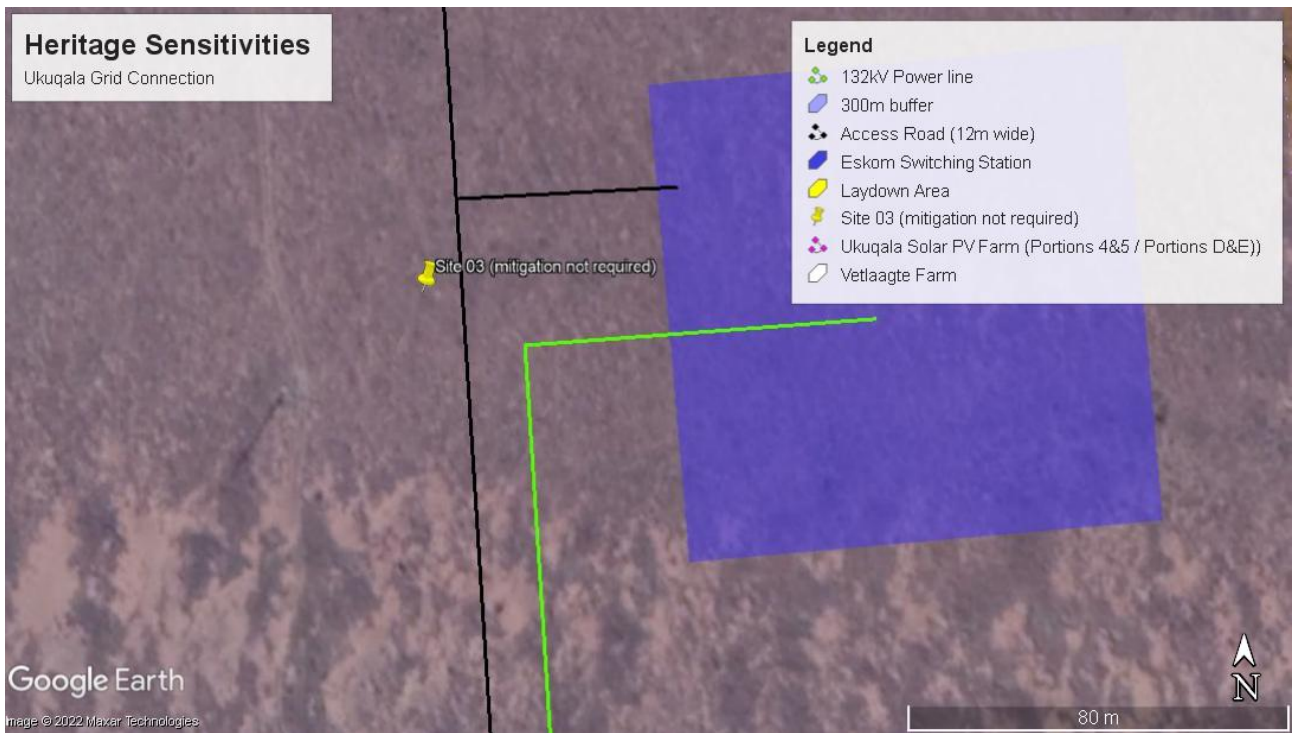 Heritage Sensitivities
Ukuqala Grid Connection
Legend
132kV Power line
300m buffer
Access Road (12m wide)
Eskom Switching Station
Laydown Area
Site 03 (mitigation not required)
Ukuqala Solar PV Farm (Portions 4&5 / Portions D&E))
Vetlaagte Farm
Site 03 (mitigation not required)
Google Earth
mage © 2022 Maxar Technologies
N
80 m